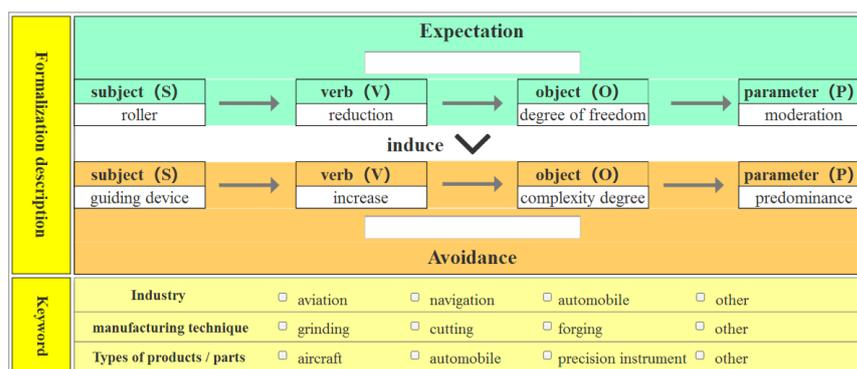 Formalization description
Expectation
subject (S) verb (V) object (O) parameter (P)
roller reduction degree of freedom moderation
induce
subject (S) verb (V) object (O) parameter (P)
guiding device increase complexity degree predominance
Avoidance
Keyword
Industry aviation navigation automobile other
manufacturing technique grinding cutting forging other
Types of products / parts aircraft automobile precision instrument other